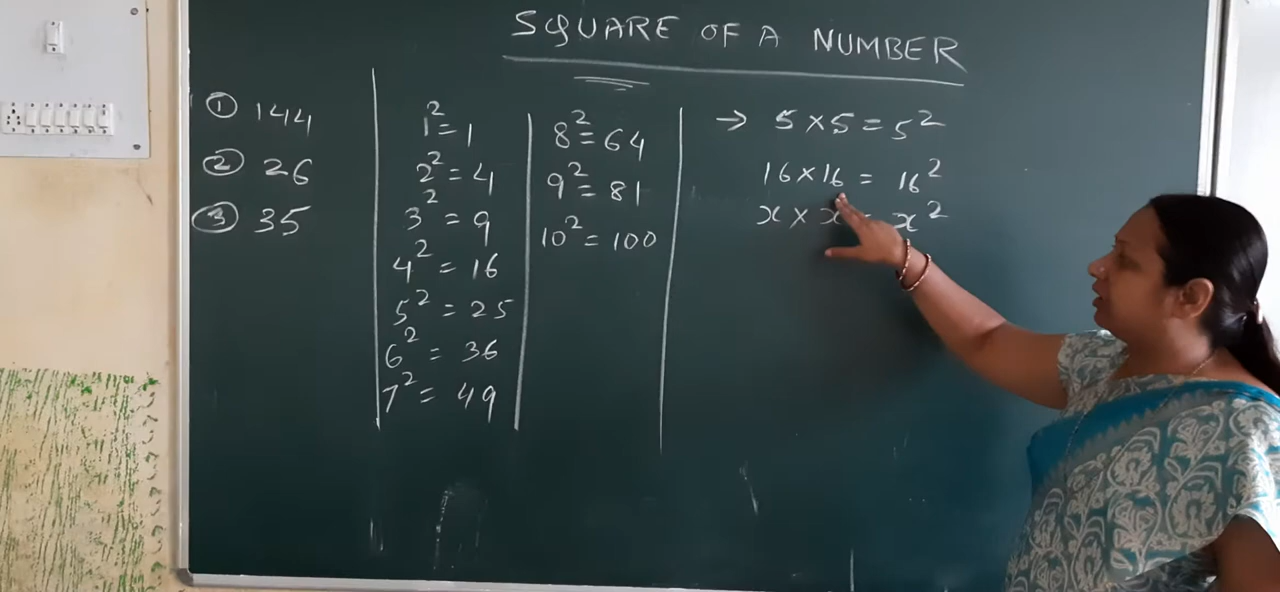 SQUARE OF A NUMBER
① 144
② 26
③ 35
1² = 1
2² = 4
3² = 9
4² = 16
5² = 25
6² = 36
7² = 49
8² = 64
9² = 81
10² = 100
→ 5 × 5 = 5²
16 × 16 = 16²
x × x = x²